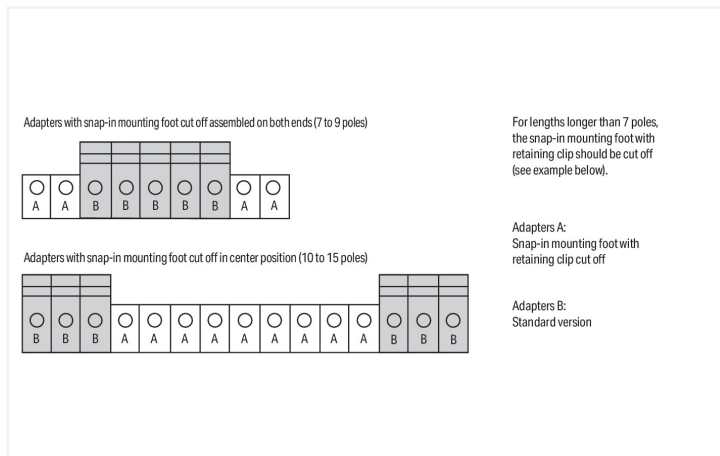 Adapters with snap-in mounting foot cut off assembled on both ends (7 to 9 poles)
A A B B B B B A A
Adapters with snap-in mounting foot cut off in center position (10 to 15 poles)
B B B A A A A A A A A A B B B
For lengths longer than 7 poles,
the snap-in mounting foot with
retaining clip should be cut off
(see example below).
Adapters A:
Snap-in mounting foot with
retaining clip cut off
Adapters B:
Standard version